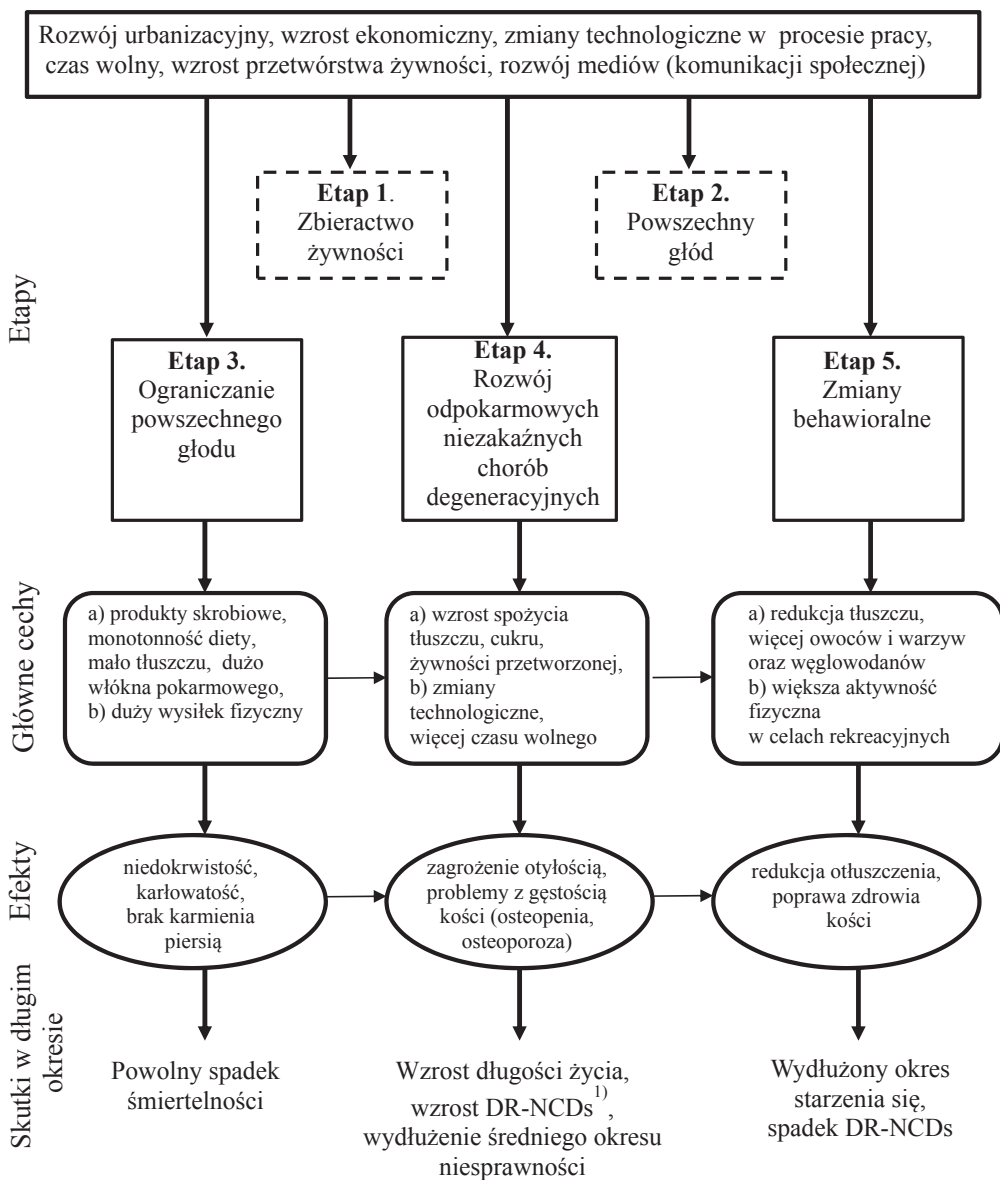 Rozwój urbanizacyjny, wzrost ekonomiczny, zmiany technologiczne w procesie pracy,
czas wolny, wzrost przetwórstwa żywności, rozwój mediów (komunikacji społecznej)
Etap 1.
Zbieractwo
żywności
Etap 2.
Powszechny
głód
Etapy
Etap 3.
Ograniczanie
powszechnego
głodu
Etap 4.
Rozwój
odpokarmowych
niezakaźnych
chorób
degeneracyjnych
Etap 5.
Zmiany
behawioralne
Główne cechy
a) produkty skrobiowe,
monotonność diety,
mało tłuszczu, dużo
włókna pokarmowego,
b) duży wysiłek fizyczny
a) wzrost spożycia
tłuszczu, cukru,
żywności przetworzonej,
b) zmiany
technologiczne,
więcej czasu wolnego
a) redukcja tłuszczu,
więcej owoców i warzyw
oraz węglowodanów
b) większa aktywność
fizyczna
w celach rekreacyjnych
Efekty
niedokrwistość,
karłowatość,
brak karmienia
piersią
zagrożenie otyłością,
problemy z gęstością
kości (osteopenia,
osteoporoza)
redukcja otłuszczenia,
poprawa zdrowia
kości
Skutki w długim
okresie
Powolny spadek
śmiertelności
Wzrost długości życia,
wzrost DR-NCDs1),
wydłużenie średniego okresu
niesprawności
Wydłużony okres
starzenia się,
spadek DR-NCDs